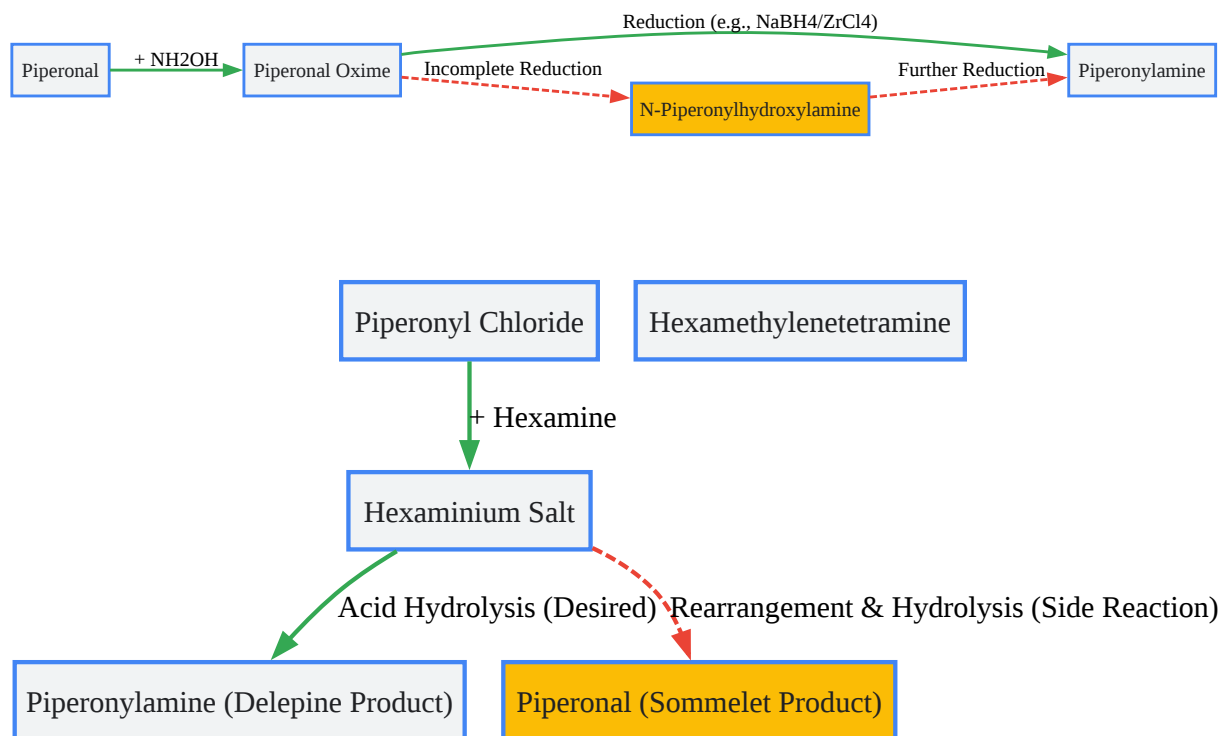 Reduction (e.g., NaBH4/ZrCl4)
Piperonal
+ NH2OH
Piperonal Oxime
Incomplete Reduction
N-Piperonylhydroxylamine
Further Reduction
Piperonylamine
Piperonyl Chloride
Hexamethylenetetramine
+ Hexamine
Hexaminium Salt
Acid Hydrolysis (Desired)
Rearrangement & Hydrolysis (Side Reaction)
Piperonylamine (Delepine Product)
Piperonal (Sommelet Product)